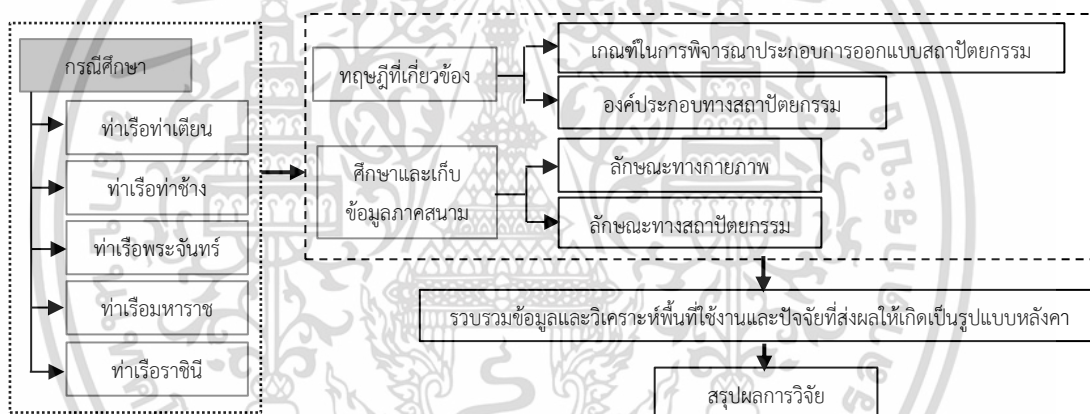 กรณีศึกษา
ท่าเรือท่าเตียน
ท่าเรือท่าช้าง
ท่าเรือพระจันทร์
ท่าเรือมหาราช
ท่าเรือราชินี
ทฤษฎีที่เกี่ยวข้อง
เกณฑ์ในการพิจารณาประกอบการออกแบบสถาปัตยกรรม
องค์ประกอบทางสถาปัตยกรรม
ศึกษาและเก็บ
ข้อมูลภาคสนาม
ลักษณะทางกายภาพ
ลักษณะทางสถาปัตยกรรม
รวบรวมข้อมูลและวิเคราะห์พื้นที่ใช้งานและปัจจัยที่ส่งผลให้เกิดเป็นรูปแบบหลังคา
สรุปผลการวิจัย